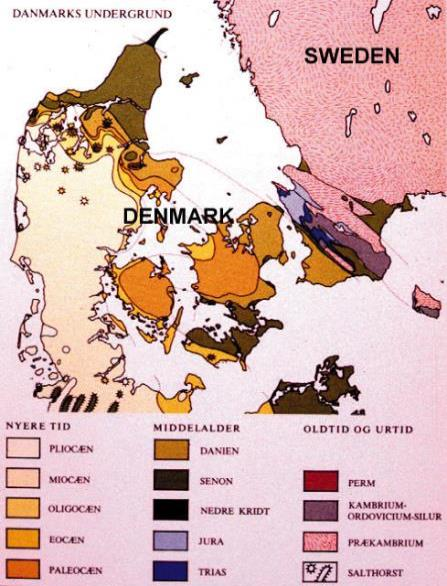 DANMARKS UNDERGRUND
SWEDEN
DENMARK
NYERE TID
PLIOCÆN
MIOCÆN
OLIGOCÆN
EOCÆN
PALEOCÆN
MIDDELALDER
DANIEN
SENON
NEDRE KRIDT
JURA
TRIAS
OLDTID OG URTID
PERM
KAMBRIUM-
ORDOVICIUM-SILUR
PRÆKAMBRIUM
SALTHORST